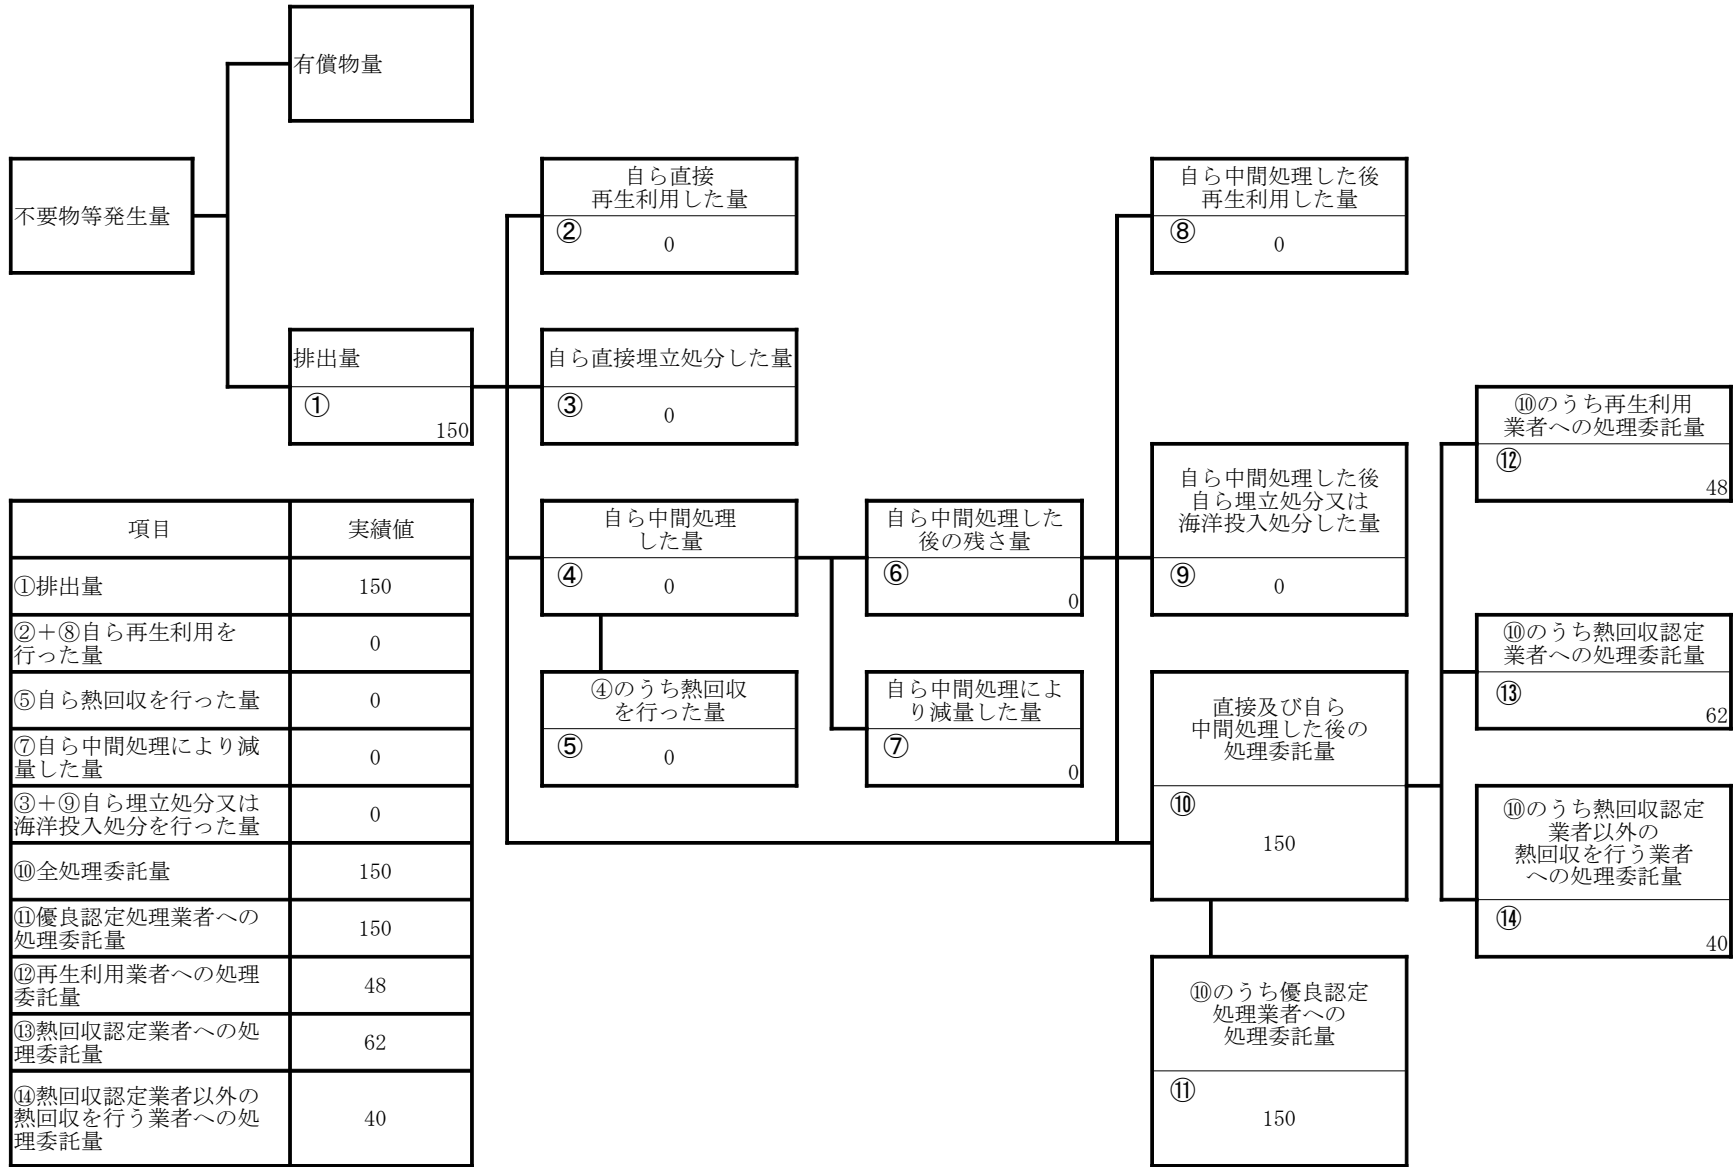 有償物量
不要物等発生量
自ら直接
再生利用した量
②
0
自ら中間処理した後
再生利用した量
⑧
0
排出量
①
150
自ら直接埋立処分した量
③
0
⑩のうち再生利用
業者への処理委託量
⑫
48
自ら中間処理
した量
④
0
自ら中間処理した
後の残さ量
⑥
0
自ら中間処理した後
自ら埋立処分又は
海洋投入処分した量
⑨
0
⑩のうち熱回収認定
業者への処理委託量
⑬
62
④のうち熱回収
を行った量
⑤
0
自ら中間処理によ
り減量した量
⑦
0
直接及び自ら
中間処理した後の
処理委託量
⑩
150
⑩のうち熱回収認定
業者以外の
熱回収を行う業者
への処理委託量
⑭
40
⑩のうち優良認定
処理業者への
処理委託量
⑪
150
項目 実績値
①排出量 150
②＋⑧自ら再生利用を
行った量 0
⑤自ら熱回収を行った量 0
⑦自ら中間処理により減
量した量 0
③＋⑨自ら埋立処分又は
海洋投入処分を行った量 0
⑩全処理委託量 150
⑪優良認定処理業者への
処理委託量 150
⑫再生利用業者への処理
委託量 48
⑬熱回収認定業者への処
理委託量 62
⑭熱回収認定業者以外の
熱回収を行う業者への処
理委託量 40